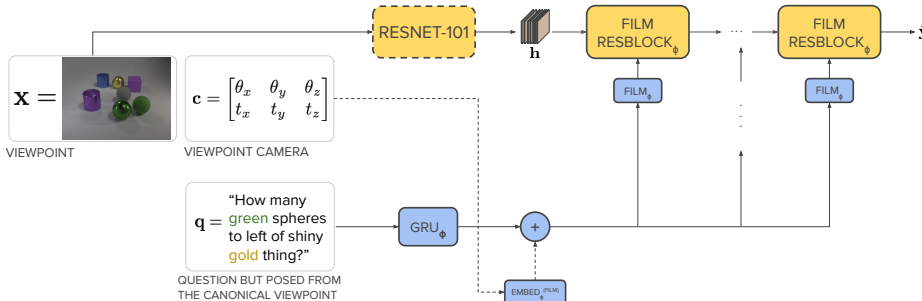 RESNET-101
h
FILM
RESBLOCKϕ
...
FILM
RESBLOCKϕ
x =
VIEWPOINT
c = [θx θy θz
tx ty tz]
VIEWPOINT CAMERA
FILMϕ
FILMϕ
q = “How many
green spheres
to left of shiny
gold thing?”
QUESTION BUT POSED FROM
THE CANONICAL VIEWPOINT
GRUϕ
+
EMBEDϕ(FILM)